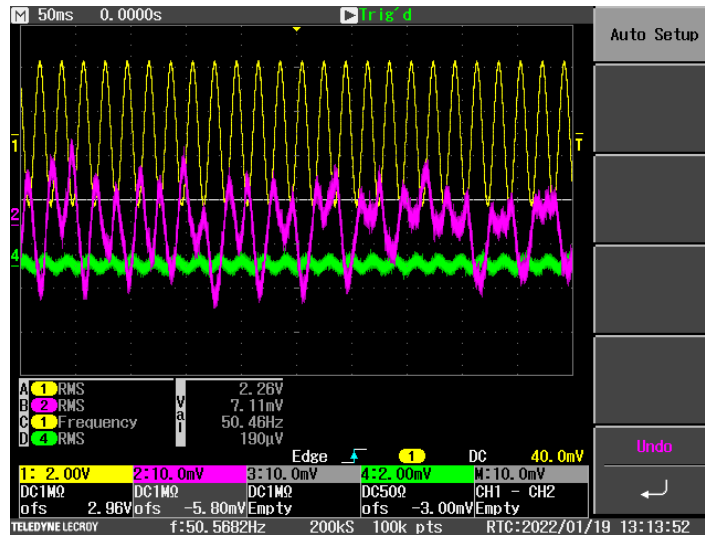 M 50ms 0.0000s Trig'd
Auto Setup
1
T
2
4
A 1 RMS 2.26V
B 2 RMS 7.11mV
C 1 Frequency 50.46Hz
D 4 RMS 190µV
Val
Edge 1 DC 40.0mV
1: 2.00V 2:10.0mV 3:10.0mV 4:2.00mV M:10.0mV
DC1MΩ DC1MΩ DC1MΩ DC50Ω CH1 - CH2
ofs 2.96V ofs -5.80mV Empty ofs -3.00mV Empty
Undo
TELEDYNE LECROY f:50.5682Hz 200kS 100k pts RTC:2022/01/19 13:13:52